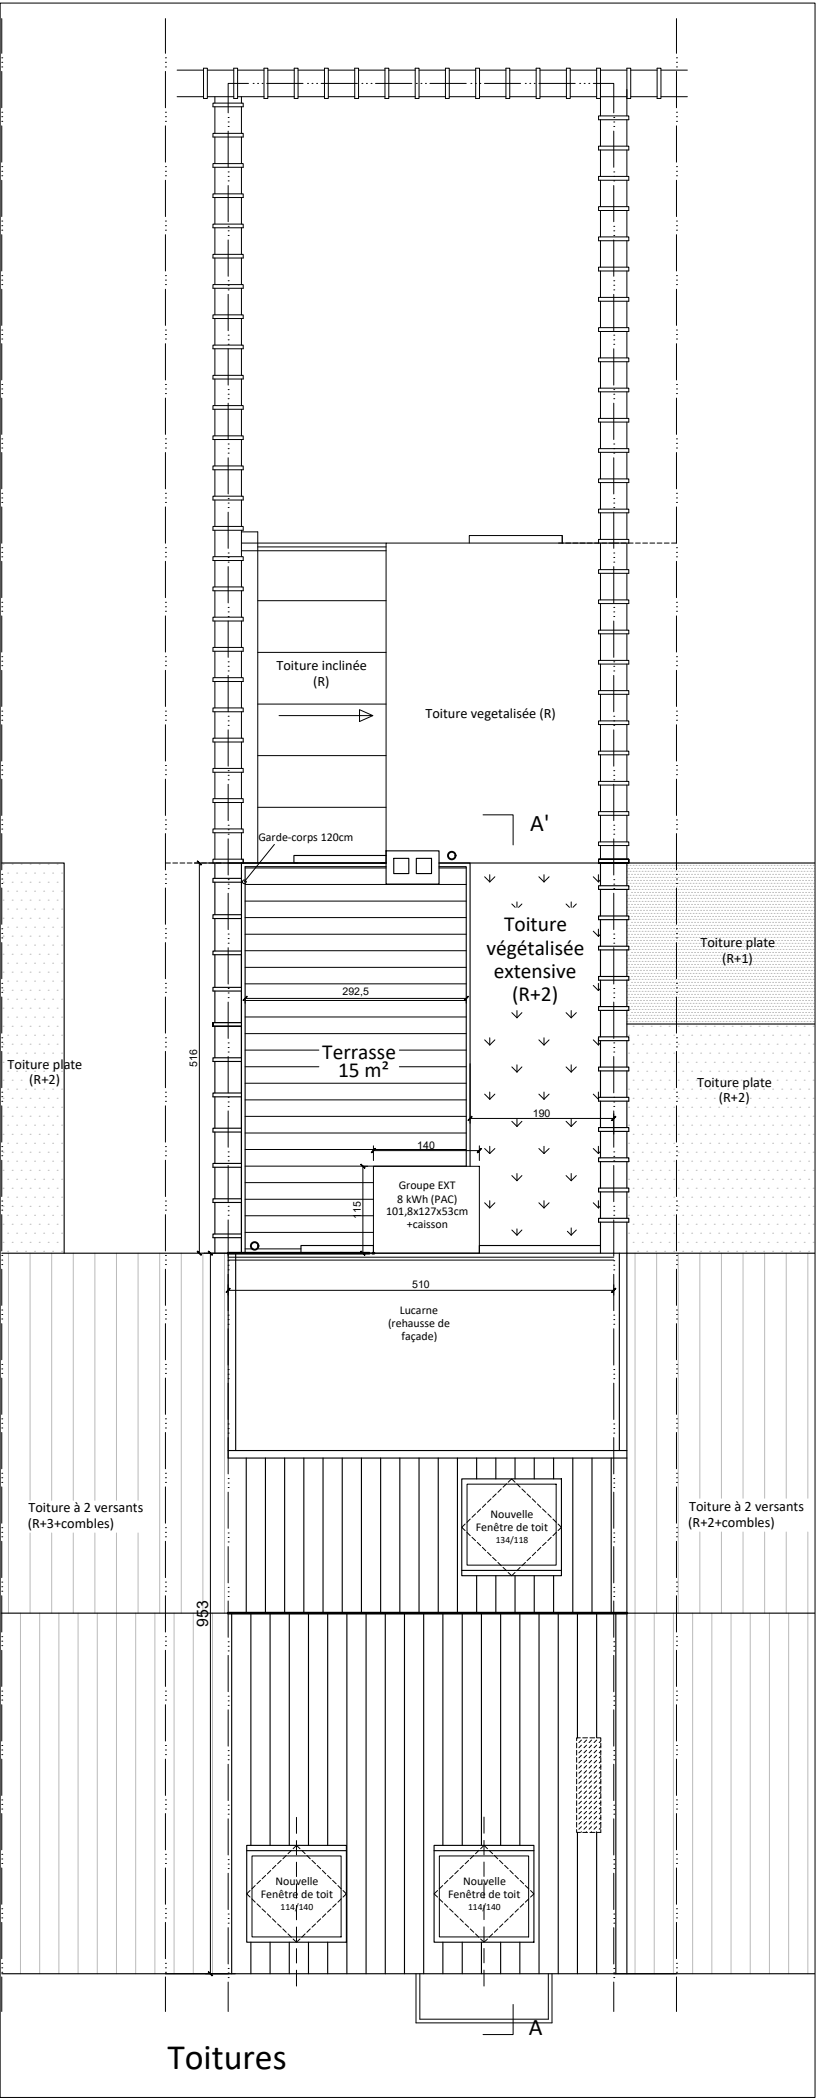 Toiture inclinée
(R)
Toiture vegetalisée (R)
A'
Garde-corps 120cm
Toiture
végétalisée
extensive
(R+2)
Toiture plate
(R+1)
292,5
516
Terrasse
15 m²
Toiture plate
(R+2)
Toiture plate
(R+2)
190
140
115
Groupe EXT
8 kWh (PAC)
101,8x127x53cm
+caisson
510
Lucarne
(rehausse de
façade)
Toiture à 2 versants
(R+3+combles)
Nouvelle
Fenêtre de toit
134/118
Toiture à 2 versants
(R+2+combles)
953
Nouvelle
Fenêtre de toit
114/140
Nouvelle
Fenêtre de toit
114/140
A
Toitures